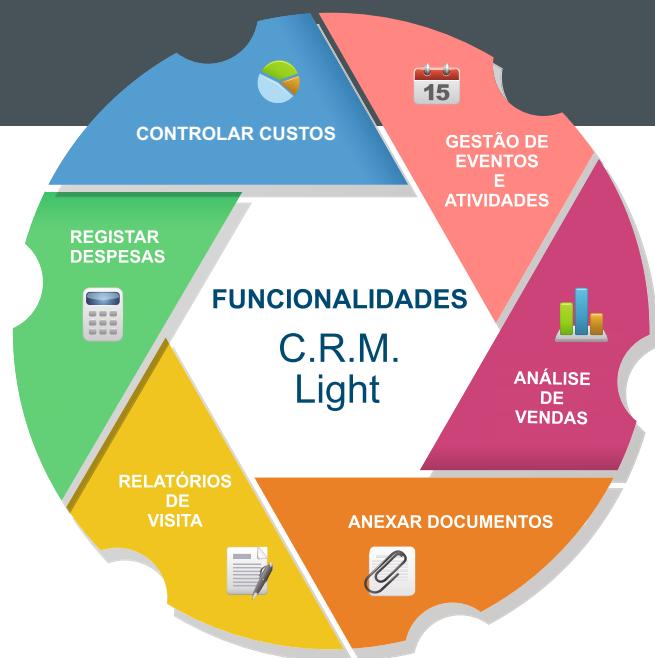 CONTROLAR CUSTOS
15
GESTÃO DE
EVENTOS
E
ATIVIDADES
REGISTAR
DESPESAS
FUNCIONALIDADES
C.R.M.
Light
ANÁLISE
DE
VENDAS
RELATÓRIOS
DE
VISITA
ANEXAR DOCUMENTOS